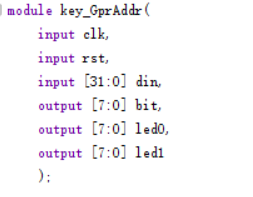 module key_GprAddr(
input clk,
input rst,
input [31:0] din,
output [7:0] bit,
output [7:0] led0,
output [7:0] led1
);